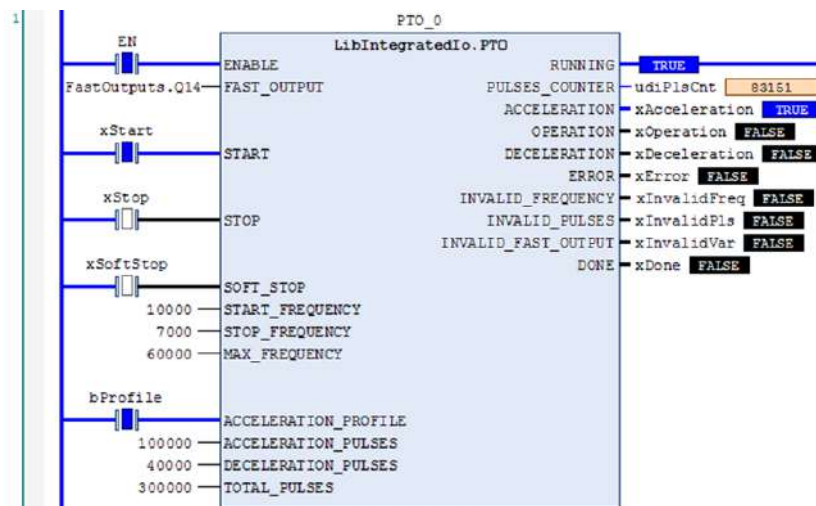 1
PTO_0
EN
LibIntegratedIo.PTO
ENABLE RUNNING TRUE
FastOutputs.Q14 FAST_OUTPUT PULSES_COUNTER udiPlsCnt 83151
ACCELERATION xAcceleration TRUE
xStart OPERATION xOperation FALSE
START DECELERATION xDeceleration FALSE
ERROR xError FALSE
xStop INVALID_FREQUENCY xInvalidFreq FALSE
STOP INVALID_PULSES xInvalidPls FALSE
INVALID_FAST_OUTPUT xInvalidVar FALSE
xSoftStop DONE xDone FALSE
SOFT_STOP
10000 START_FREQUENCY
7000 STOP_FREQUENCY
60000 MAX_FREQUENCY
bProfile
ACCELERATION_PROFILE
100000 ACCELERATION_PULSES
40000 DECELERATION_PULSES
300000 TOTAL_PULSES